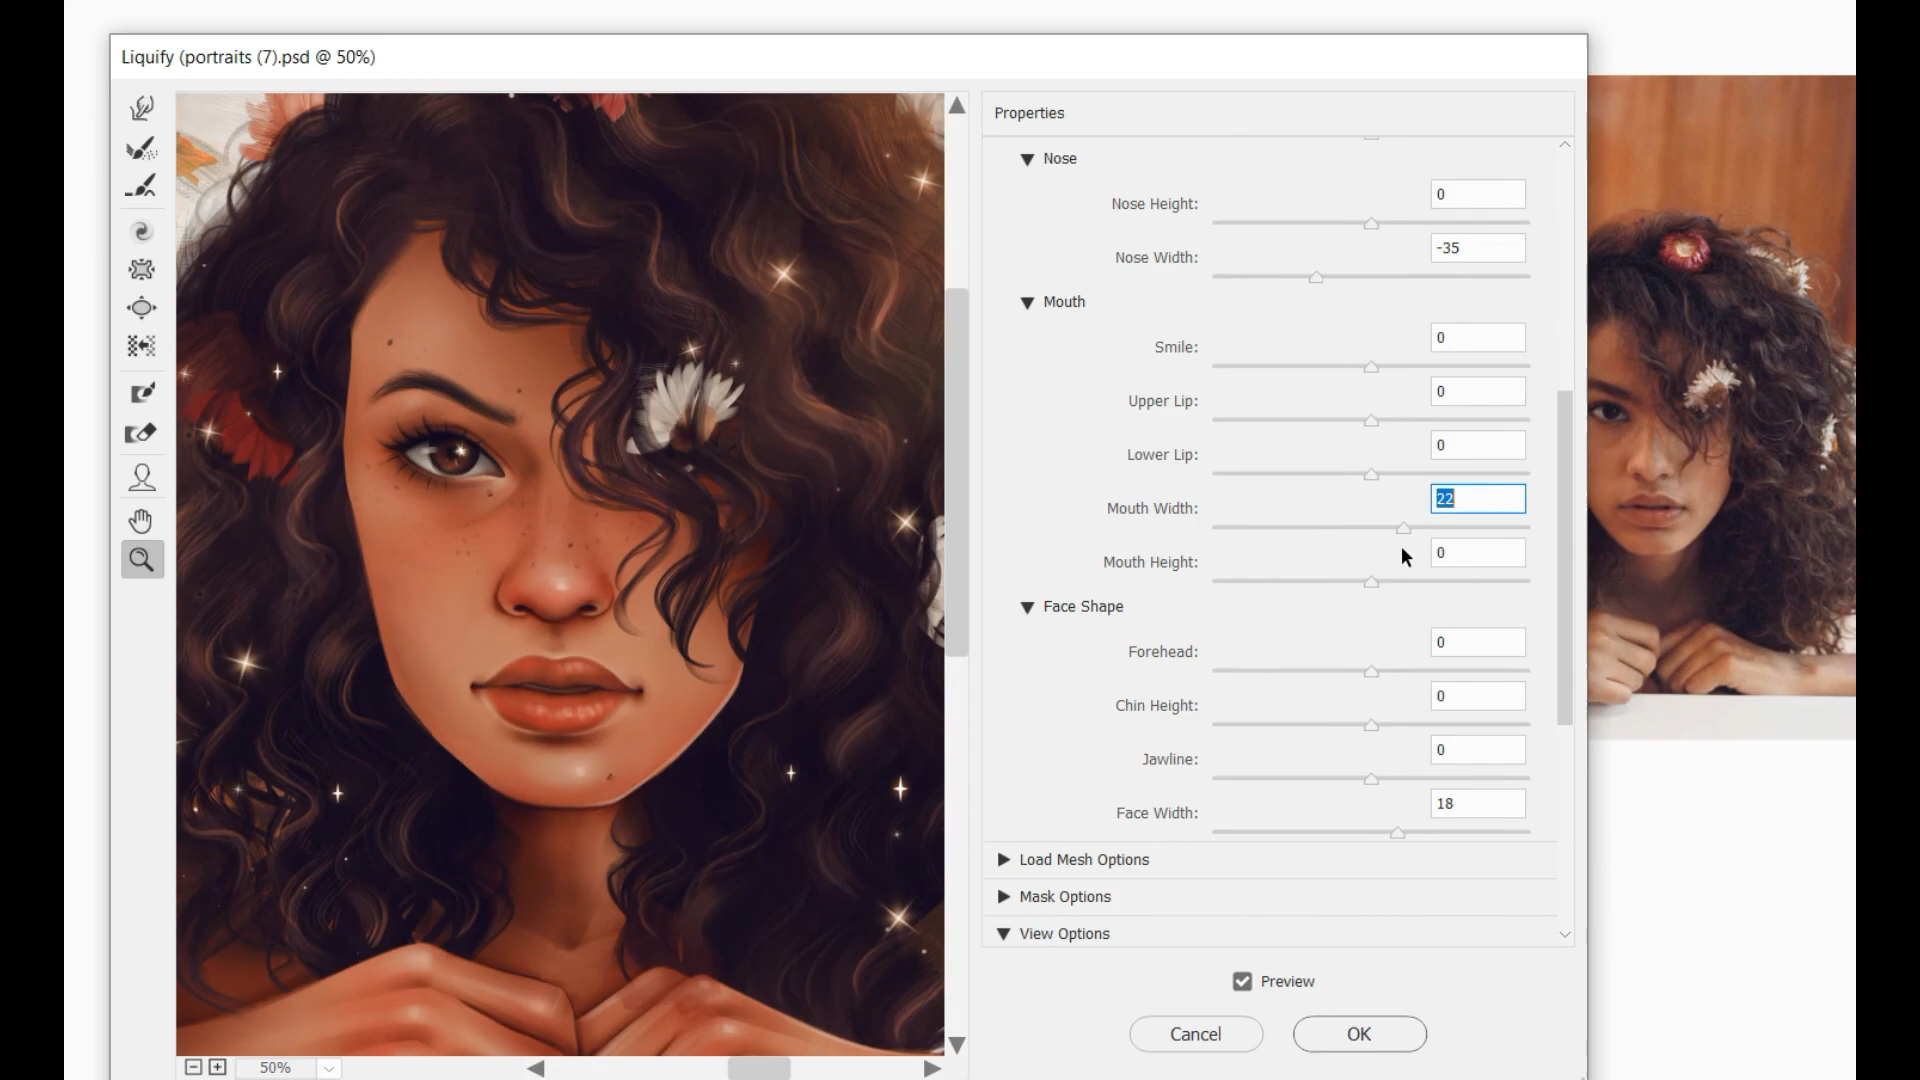 Liquify (portraits (7).psd @ 50%)
Properties
Nose
Nose Height: 0
Nose Width: -35
Mouth
Smile: 0
Upper Lip: 0
Lower Lip: 0
Mouth Width: 22
Mouth Height: 0
Face Shape
Forehead: 0
Chin Height: 0
Jawline: 0
Face Width: 18
Load Mesh Options
Mask Options
View Options
Preview
Cancel OK
50%